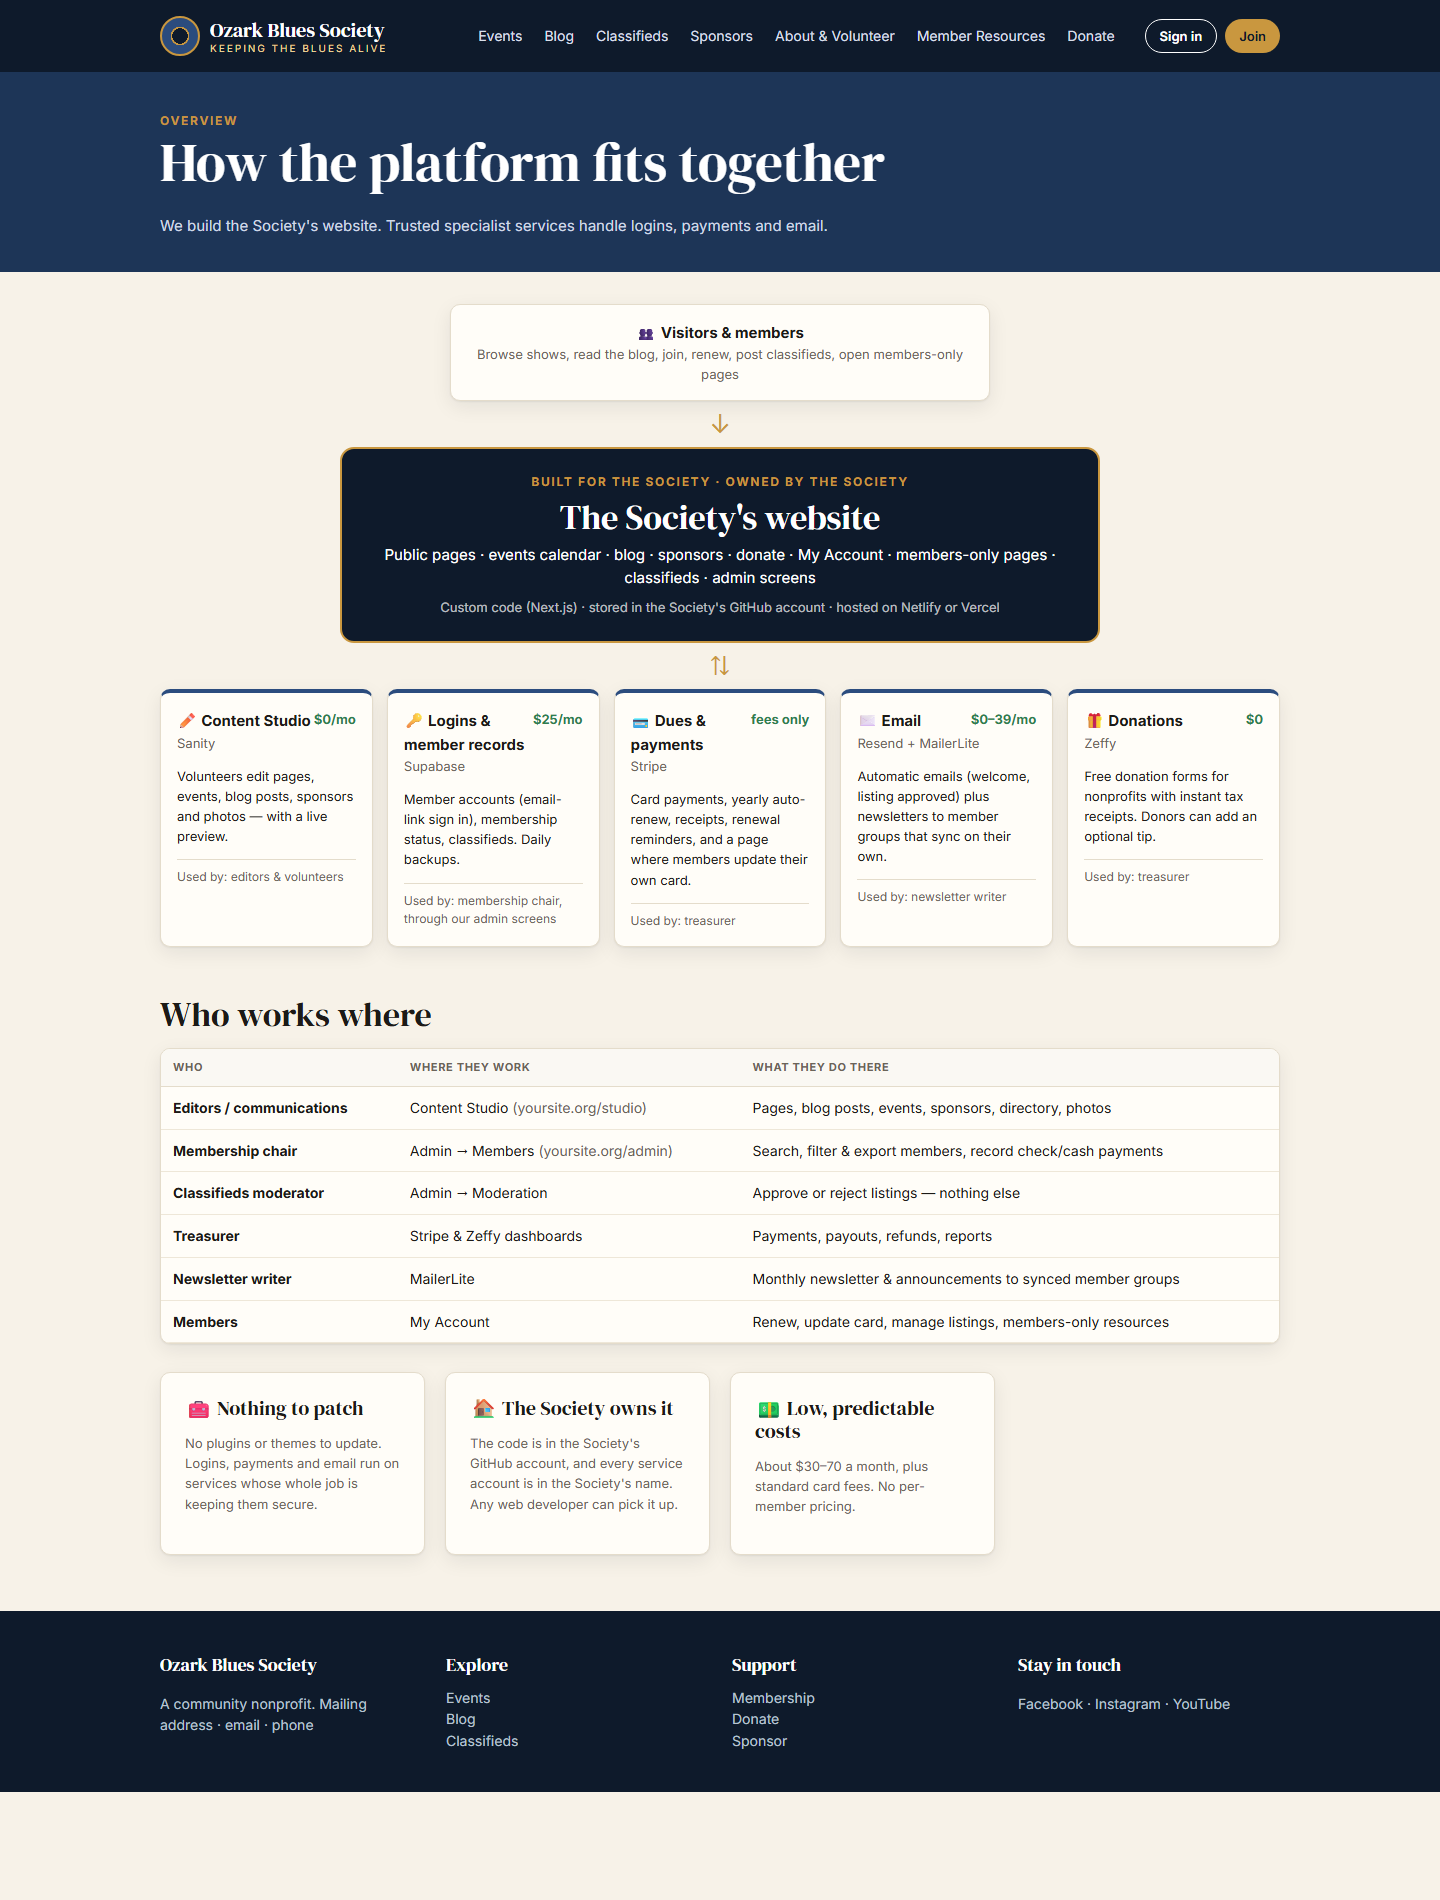 Ozark Blues Society
KEEPING THE BLUES ALIVE
Events
Blog
Classifieds
Sponsors
About & Volunteer
Member Resources
Donate
Sign in
Join
OVERVIEW
How the platform fits together
We build the Society's website. Trusted specialist services handle logins, payments and email.
Visitors & members
Browse shows, read the blog, join, renew, post classifieds, open members-only
pages
↓
BUILT FOR THE SOCIETY · OWNED BY THE SOCIETY
The Society's website
Public pages · events calendar · blog · sponsors · donate · My Account · members-only pages ·
classifieds · admin screens
Custom code (Next.js) · stored in the Society's GitHub account · hosted on Netlify or Vercel
⇅
Content Studio $0/mo
Sanity
Volunteers edit pages,
events, blog posts, sponsors
and photos — with a live
preview.
Used by: editors & volunteers
Logins & $25/mo
member records
Supabase
Member accounts (email-
link sign in), membership
status, classifieds. Daily
backups.
Used by: membership chair,
through our admin screens
Dues & fees only
payments
Stripe
Card payments, yearly auto-
renew, receipts, renewal
reminders, and a page
where members update their
own card.
Used by: treasurer
Email $0–39/mo
Resend + MailerLite
Automatic emails (welcome,
listing approved) plus
newsletters to member
groups that sync on their
own.
Used by: newsletter writer
Donations $0
Zeffy
Free donation forms for
nonprofits with instant tax
receipts. Donors can add an
optional tip.
Used by: treasurer
Who works where
WHO WHERE THEY WORK WHAT THEY DO THERE
Editors / communications Content Studio (yoursite.org/studio) Pages, blog posts, events, sponsors, directory, photos
Membership chair Admin → Members (yoursite.org/admin) Search, filter & export members, record check/cash payments
Classifieds moderator Admin → Moderation Approve or reject listings — nothing else
Treasurer Stripe & Zeffy dashboards Payments, payouts, refunds, reports
Newsletter writer MailerLite Monthly newsletter & announcements to synced member groups
Members My Account Renew, update card, manage listings, members-only resources
Nothing to patch
No plugins or themes to update.
Logins, payments and email run on
services whose whole job is
keeping them secure.
The Society owns it
The code is in the Society's
GitHub account, and every service
account is in the Society's name.
Any web developer can pick it up.
Low, predictable
costs
About $30–70 a month, plus
standard card fees. No per-
member pricing.
Ozark Blues Society
A community nonprofit. Mailing
address · email · phone
Explore
Events
Blog
Classifieds
Support
Membership
Donate
Sponsor
Stay in touch
Facebook · Instagram · YouTube